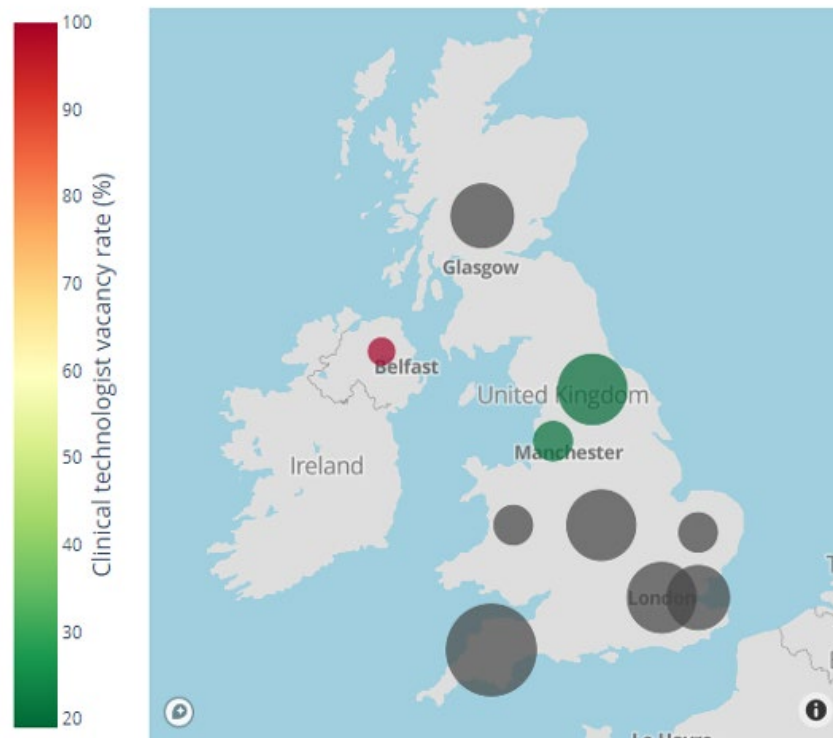 100
90
80
70
60
50
40
30
20
Clinical technologist vacancy rate (%)
Glasgow
Belfast
United Kingdom
Manchester
Ireland
London